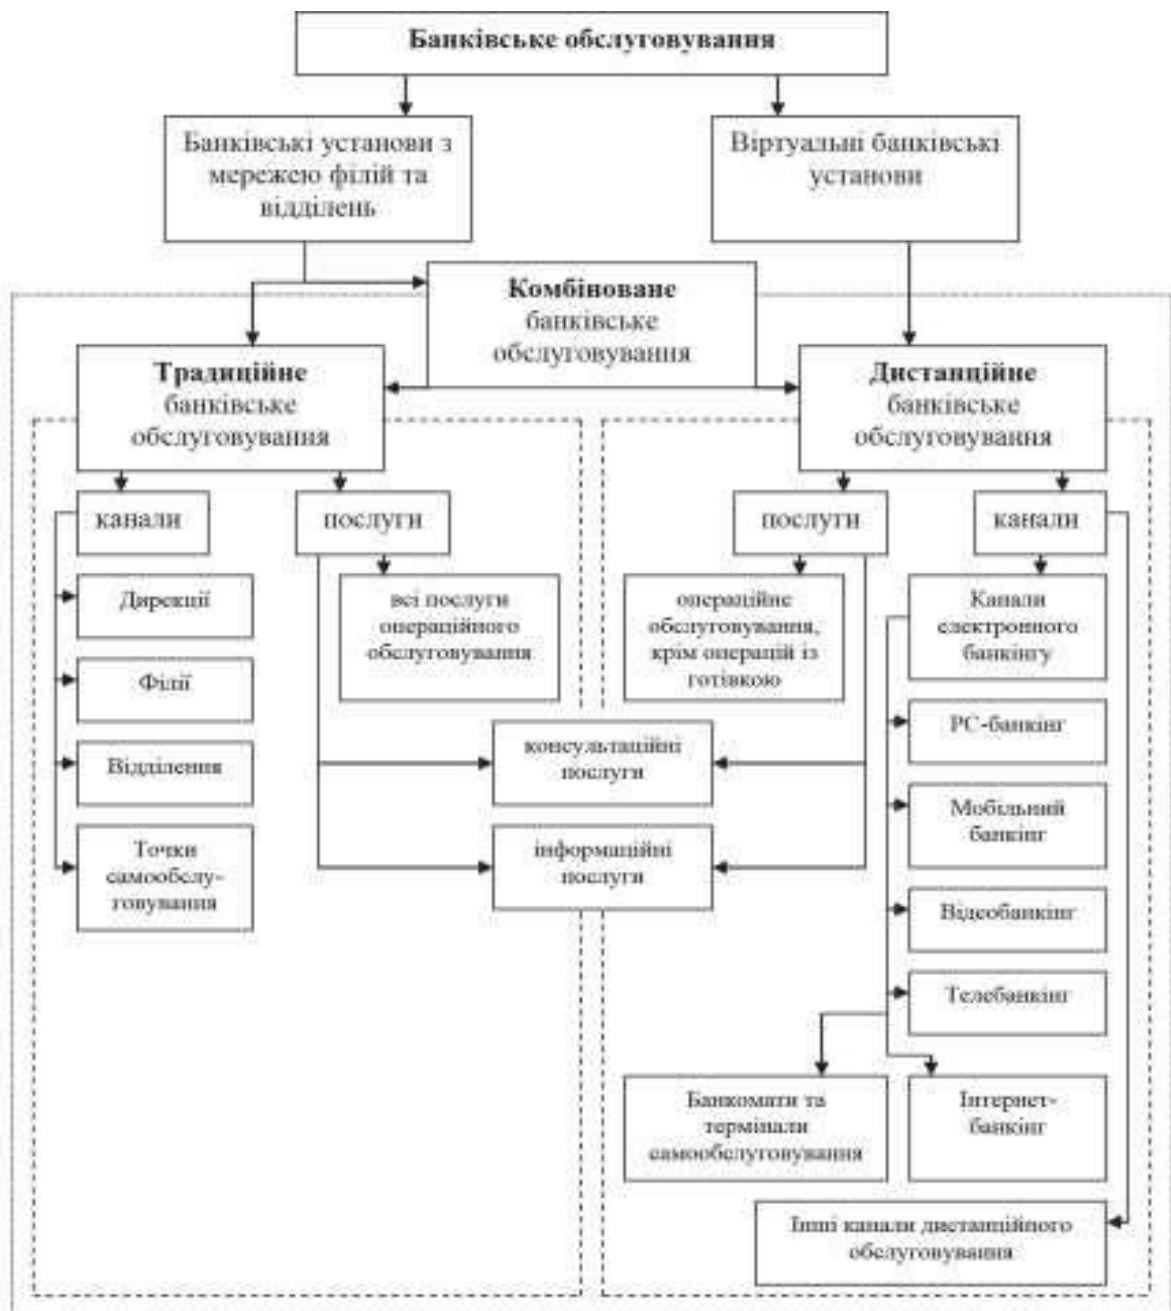 Банківське обслуговування
Банківські установи з
мережею філій та
відділень
Віртуальні банківські
установи
Комбіноване
банківське
обслуговування
Традиційне
банківське
обслуговування
Дистанційне
банківське
обслуговування
канали
послуги
послуги
канали
Дирекції
Філії
Відділення
Точки
самообслу-
говування
всі послуги
операційного
обслуговування
операційне
обслуговування,
крім операцій із
готівкою
консультаційні
послуги
інформаційні
послуги
Канали
електронного
банкінгу
РС-банкінг
Мобільний
банкінг
Відеобанкінг
Телебанкінг
Банкомати та
термінали
самообслуговування
Інтернет-
банкінг
Інші канали дистанційного
обслуговування